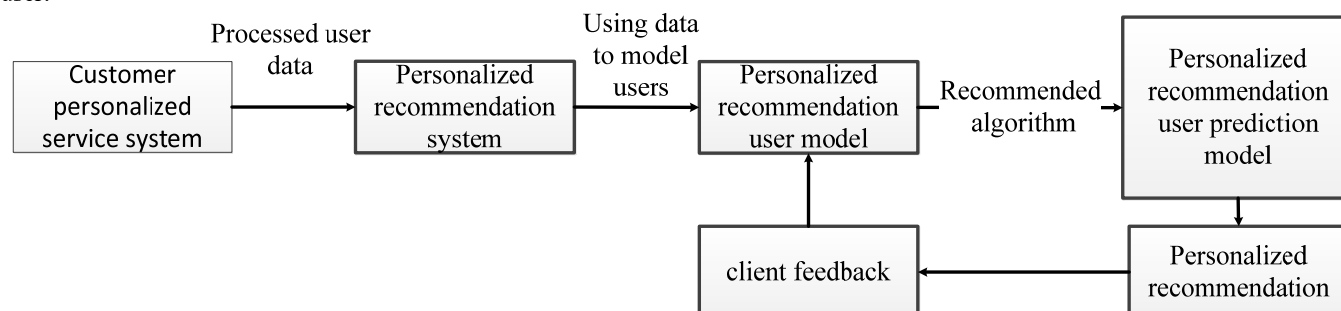 Customer
personalized
service system
Processed user
data
Personalized
recommendation
system
Using data
to model
users
Personalized
recommendation
user model
Recommended
algorithm
Personalized
recommendation
user prediction
model
Personalized
recommendation
client feedback